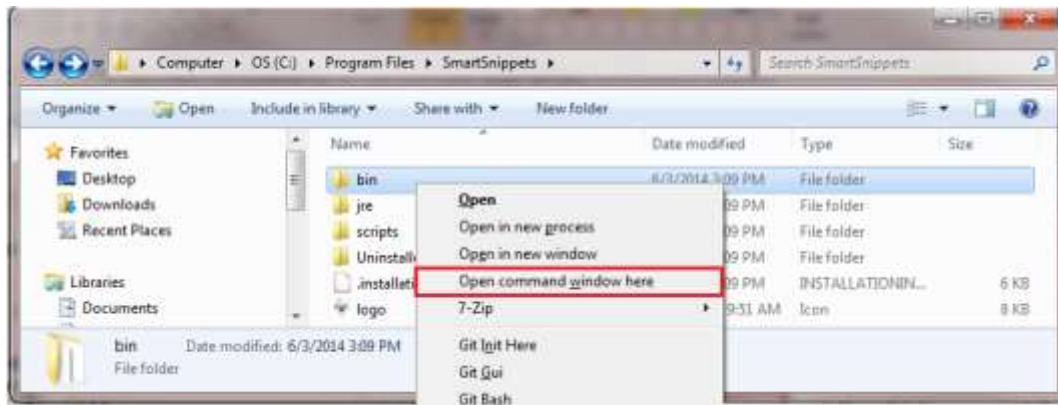 Computer ▸ OS (C:) ▸ Program Files ▸ SmartSnippets ▸ Search SmartSnippets
Organize Open Include in library Share with New folder
Name Date modified Type Size
Favorites
Desktop
Downloads
Recent Places
Libraries
Documents
bin 6/3/2014 3:09 PM File folder
jre 09 PM File folder
scripts 09 PM File folder
Uninstalle 09 PM File folder
.installati 09 PM INSTALLATIONIN... 6 KB
logo 9:51 AM Icon 8 KB
Open
Open in new process
Open in new window
Open command window here
7-Zip
Git Init Here
Git Gui
Git Bash
bin Date modified: 6/3/2014 3:09 PM
File folder